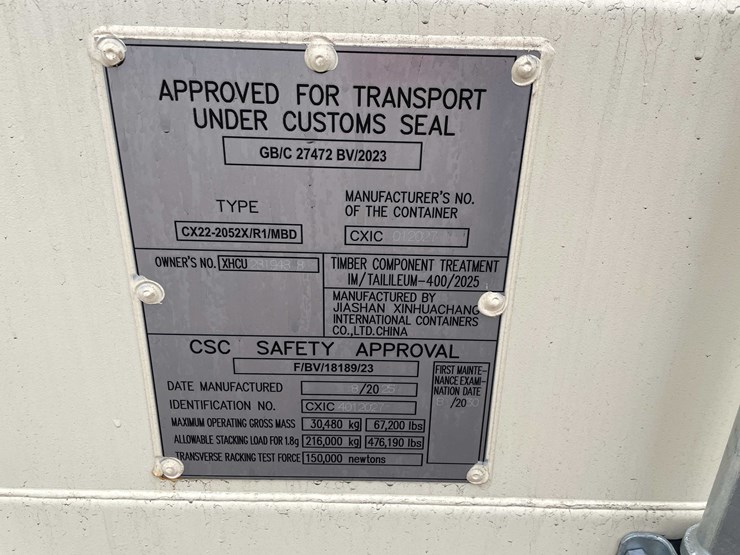 APPROVED FOR TRANSPORT
UNDER CUSTOMS SEAL
GB/C 27472 BV/2023
TYPE
CX22-2052X/R1/MBD
MANUFACTURER'S NO.
OF THE CONTAINER
CXIC
OWNER'S NO. XHCU
TIMBER COMPONENT TREATMENT
IM/TAILILEUM-400/2025
MANUFACTURED BY
JIASHAN XINHUACHANG
INTERNATIONAL CONTAINERS
CO.,LTD.CHINA
CSC SAFETY APPROVAL
F/BV/18189/23
DATE MANUFACTURED 8/2025
IDENTIFICATION NO. CXIC
MAXIMUM OPERATING GROSS MASS 30,480 kg 67,200 lbs
ALLOWABLE STACKING LOAD FOR 1.8g 216,000 kg 476,190 lbs
TRANSVERSE RACKING TEST FORCE 150,000 newtons
FIRST MAINTE-
NANCE EXAMI-
NATION DATE
/20